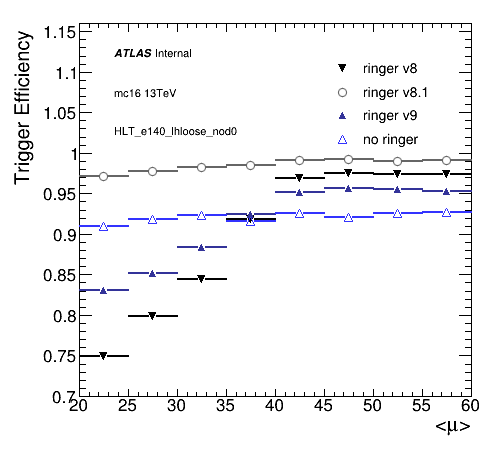 Trigger Efficiency
1.15
1.1
1.05
1
0.95
0.9
0.85
0.8
0.75
0.7
ATLAS Internal
mc16 13TeV
HLT_e140_lhloose_nod0
ringer v8
ringer v8.1
ringer v9
no ringer
20 25 30 35 40 45 50 55 60
<μ>